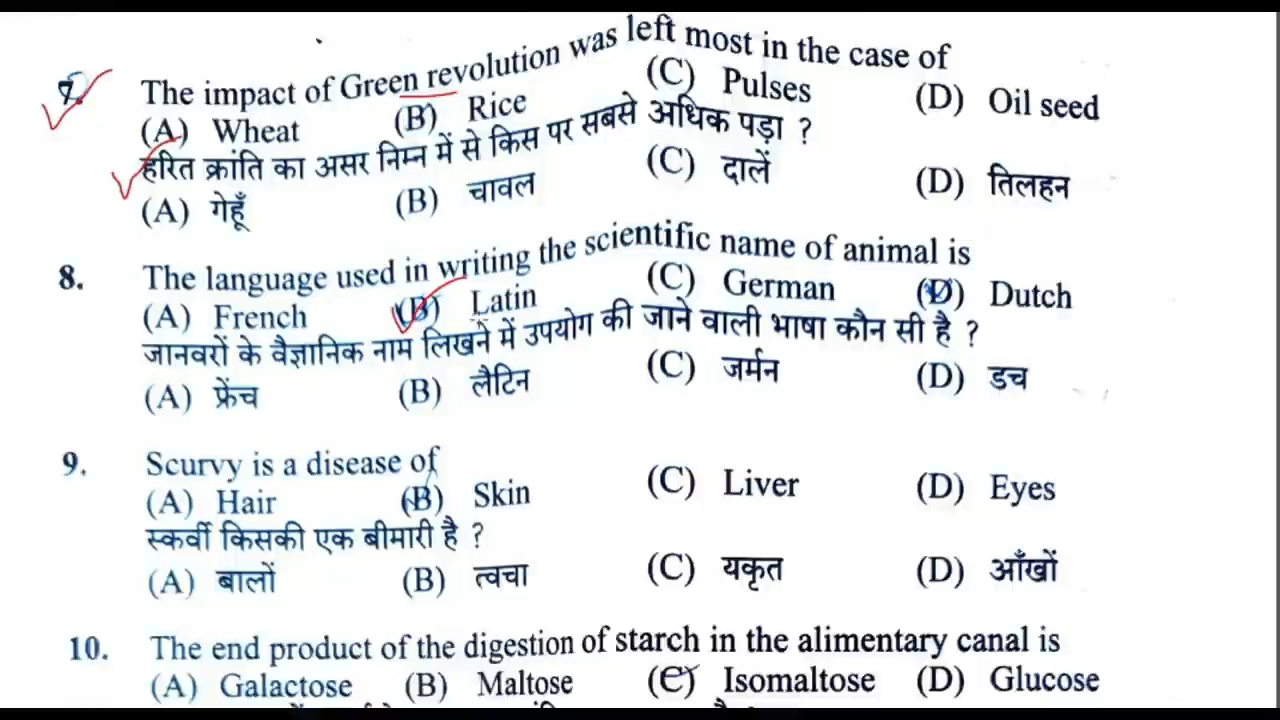 7. The impact of Green revolution was left most in the case of
(A) Wheat (B) Rice (C) Pulses (D) Oil seed
हरित क्रांति का असर निम्न में से किस पर सबसे अधिक पड़ा ?
(A) गेहूँ (B) चावल (C) दालें (D) तिलहन
8. The language used in writing the scientific name of animal is
(A) French (B) Latin (C) German (D) Dutch
जानवरों के वैज्ञानिक नाम लिखने में उपयोग की जाने वाली भाषा कौन सी है ?
(A) फ्रेंच (B) लैटिन (C) जर्मन (D) डच
9. Scurvy is a disease of
(A) Hair (B) Skin (C) Liver (D) Eyes
स्कर्वी किसकी एक बीमारी है ?
(A) बालों (B) त्वचा (C) यकृत (D) आँखों
10. The end product of the digestion of starch in the alimentary canal is
(A) Galactose (B) Maltose (C) Isomaltose (D) Glucose